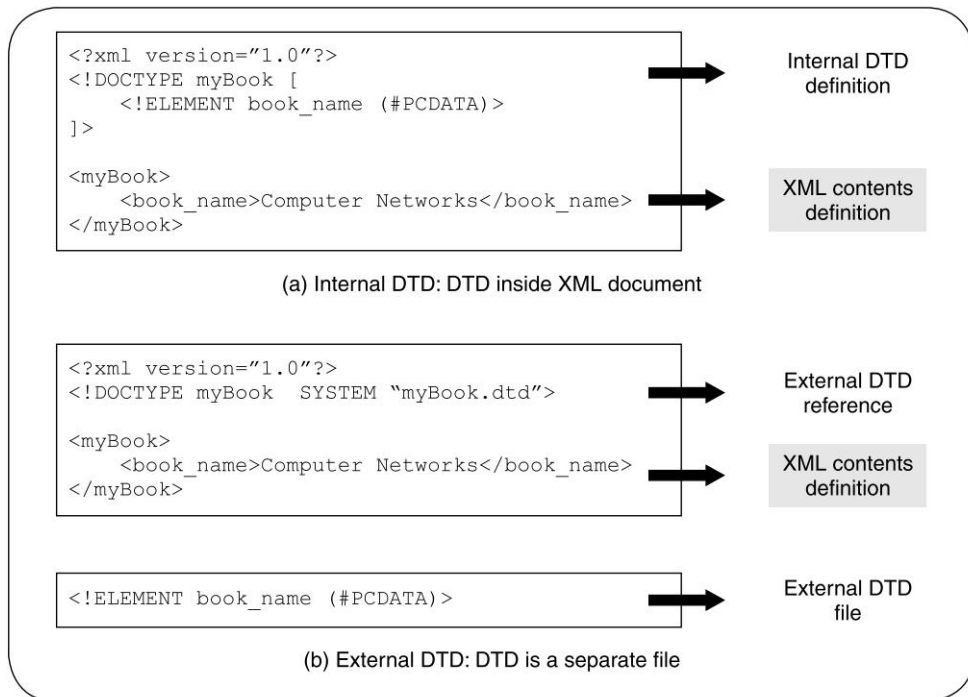 <?xml version=”1.0”?>
<!DOCTYPE myBook [
    <!ELEMENT book_name (#PCDATA)>
]>
<myBook>
    <book_name>Computer Networks</book_name>
</myBook>
Internal DTD
definition
XML contents
definition
(a) Internal DTD: DTD inside XML document
<?xml version=”1.0”?>
<!DOCTYPE myBook  SYSTEM “myBook.dtd”>
<myBook>
    <book_name>Computer Networks</book_name>
</myBook>
External DTD
reference
XML contents
definition
<!ELEMENT book_name (#PCDATA)>
External DTD
file
(b) External DTD: DTD is a separate file